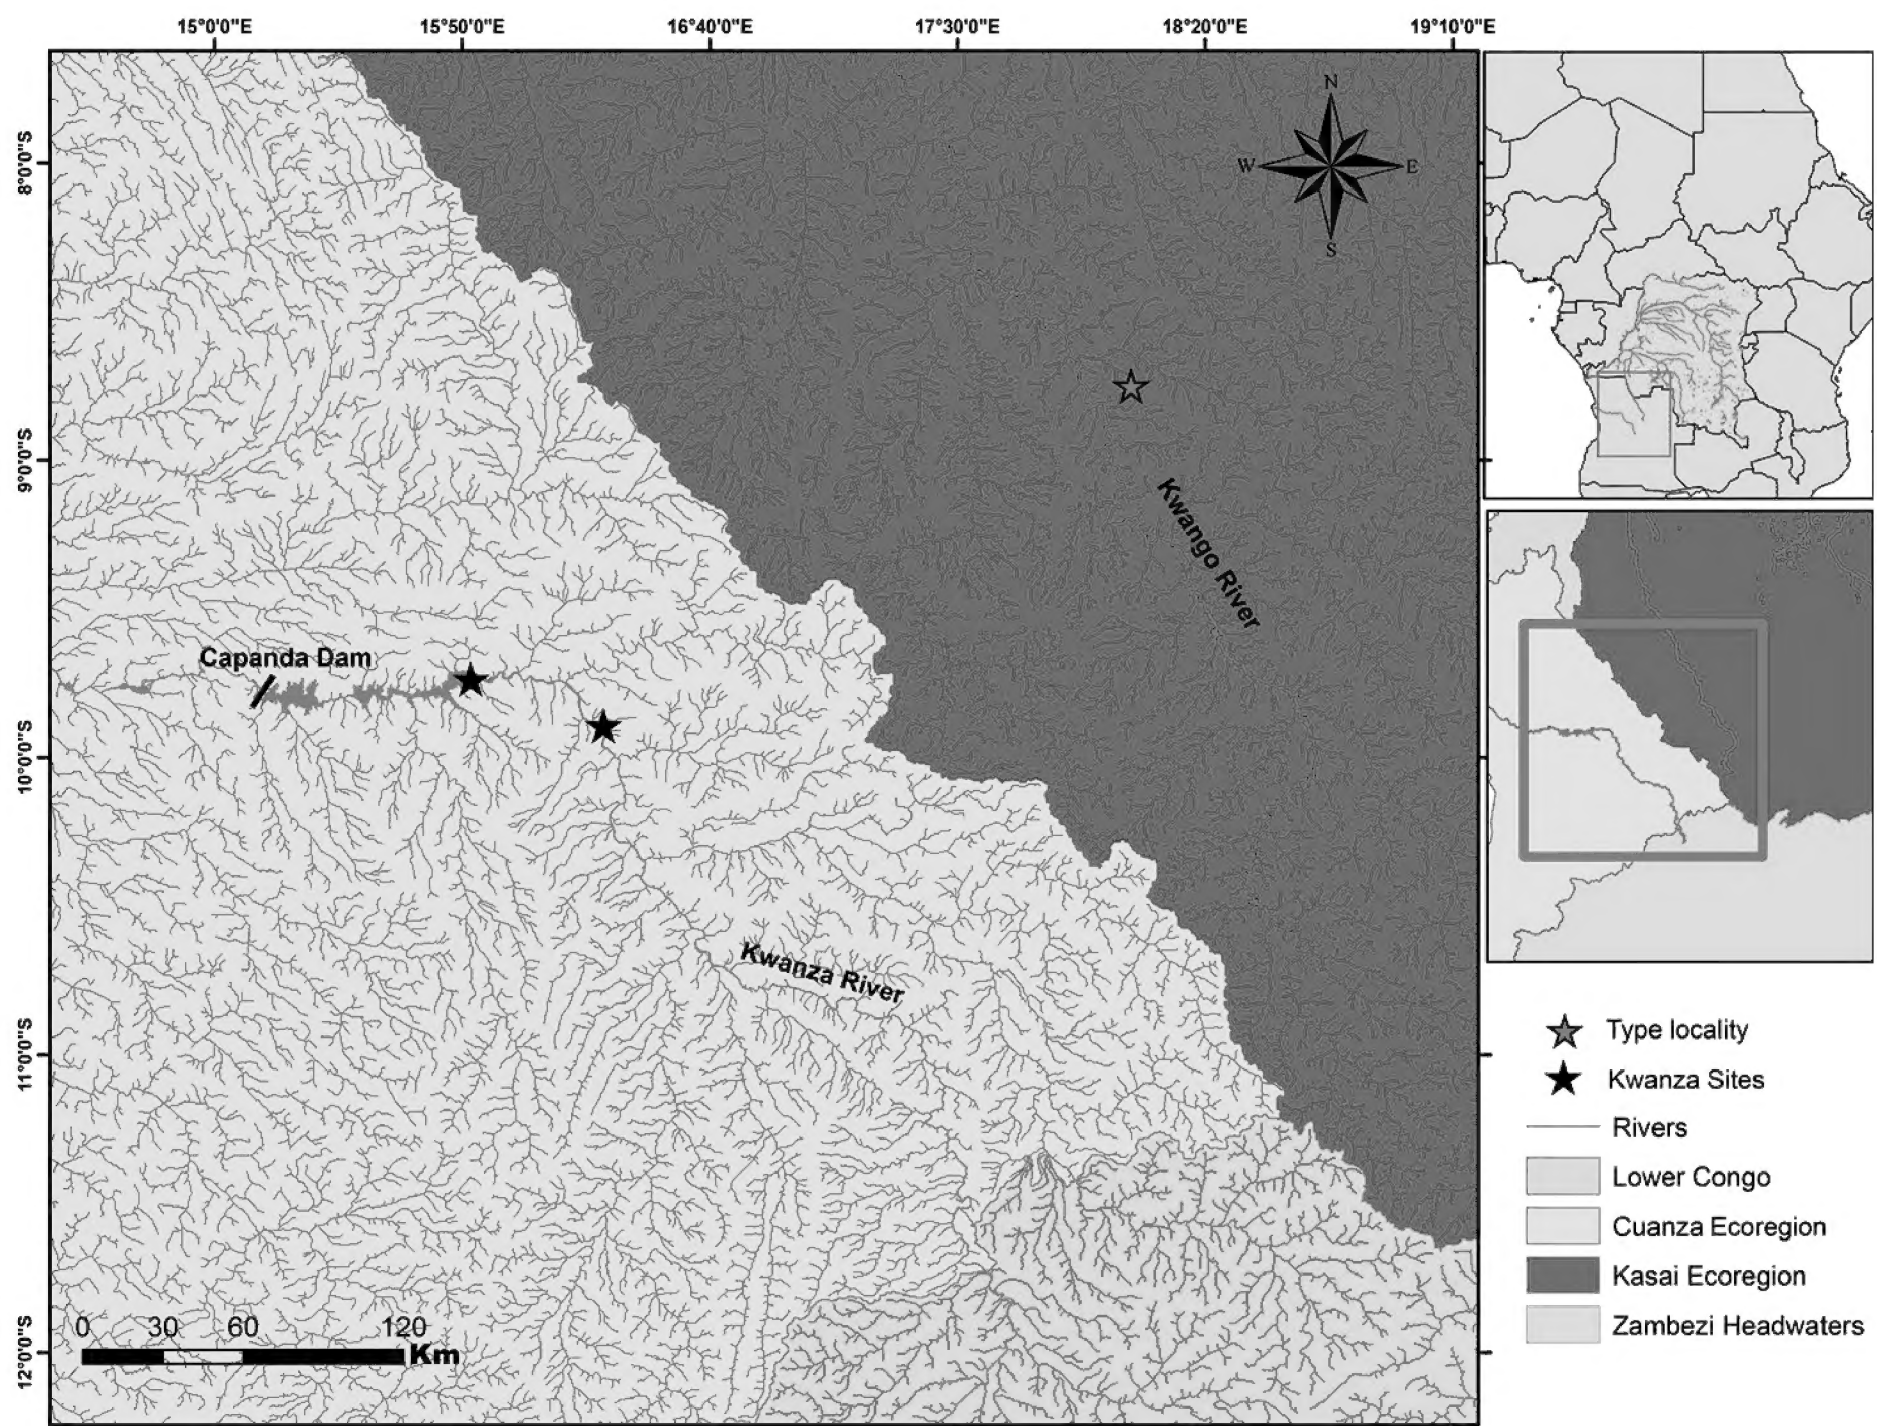 15°0'0"E 15°50'0"E 16°40'0"E 17°30'0"E 18°20'0"E 19°10'0"E
8°0'0"S
9°0'0"S
10°0'0"S
11°0'0"S
12°0'0"S
N
W E
S
Kwango River
Capanda Dam
Kwanza River
0 30 60 120
Km
Type locality
Kwanza Sites
Rivers
Lower Congo
Cuanza Ecoregion
Kasai Ecoregion
Zambezi Headwaters